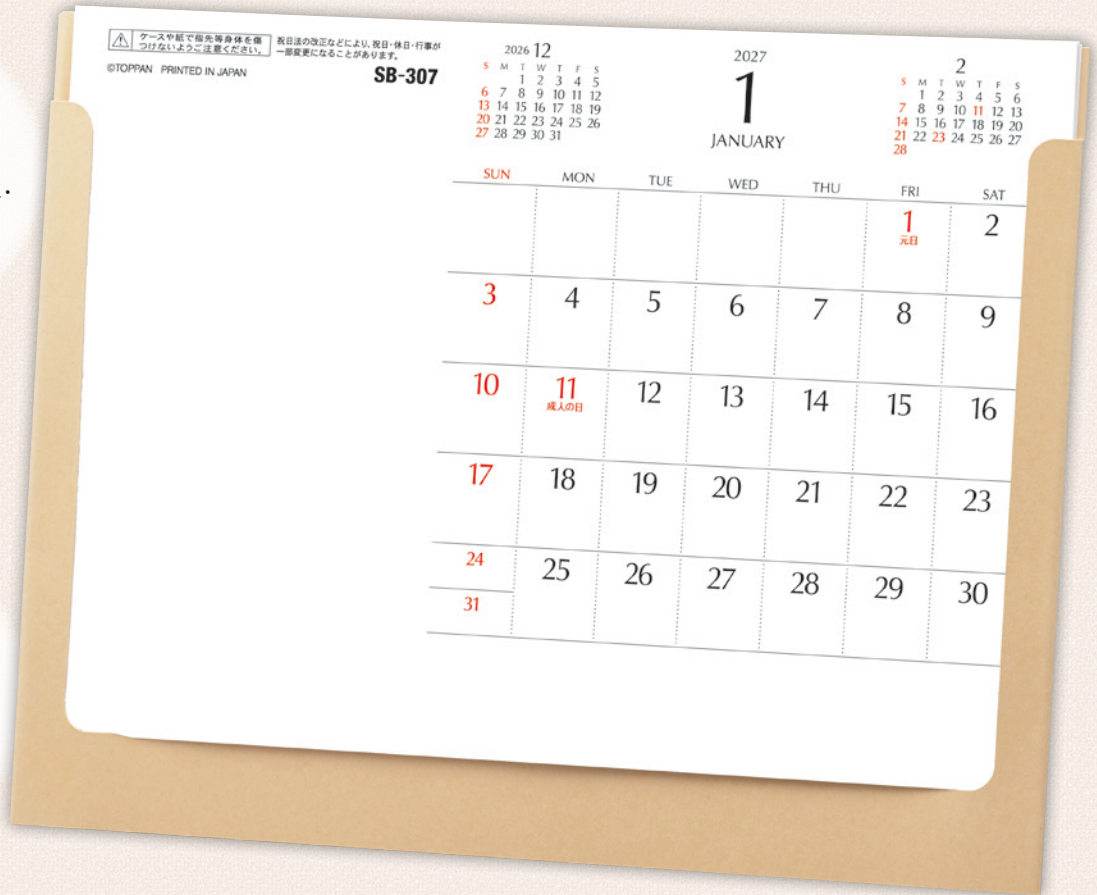 ケースや紙で指先等身体を傷
つけないようご注意ください。
祝日法の改正などにより、祝日・休日・行事が
一部変更になることがあります。
©TOPPAN PRINTED IN JAPAN
SB-307
2026 12
S M T W T F S
1 2 3 4 5
6 7 8 9 10 11 12
13 14 15 16 17 18 19
20 21 22 23 24 25 26
27 28 29 30 31
2027
1
JANUARY
2
S M T W T F S
1 2 3 4 5 6
7 8 9 10 11 12 13
14 15 16 17 18 19 20
21 22 23 24 25 26 27
28
SUN MON TUE WED THU FRI SAT
1 2
元日
3 4 5 6 7 8 9
10 11 12 13 14 15 16
成人の日
17 18 19 20 21 22 23
24 25 26 27 28 29 30
31